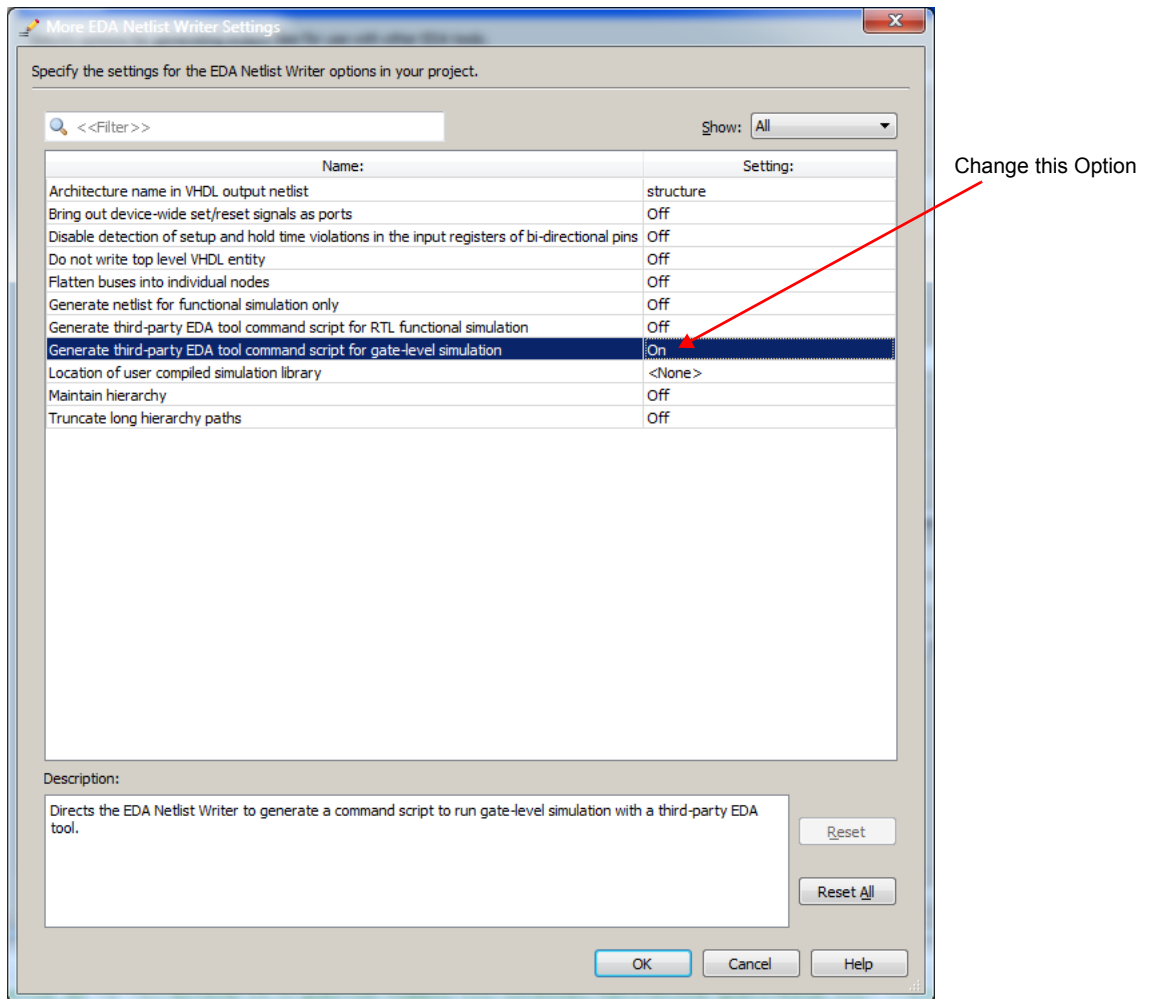 More EDA Netlist Writer Settings
Specify the settings for the EDA Netlist Writer options in your project.
<<Filter>>
Show: All
Name: Setting:
Change this Option
Architecture name in VHDL output netlist structure
Bring out device-wide set/reset signals as ports Off
Disable detection of setup and hold time violations in the input registers of bi-directional pins Off
Do not write top level VHDL entity Off
Flatten buses into individual nodes Off
Generate netlist for functional simulation only Off
Generate third-party EDA tool command script for RTL functional simulation Off
Generate third-party EDA tool command script for gate-level simulation On
Location of user compiled simulation library <None>
Maintain hierarchy Off
Truncate long hierarchy paths Off
Description:
Directs the EDA Netlist Writer to generate a command script to run gate-level simulation with a third-party EDA
tool.
Reset
Reset All
OK Cancel Help